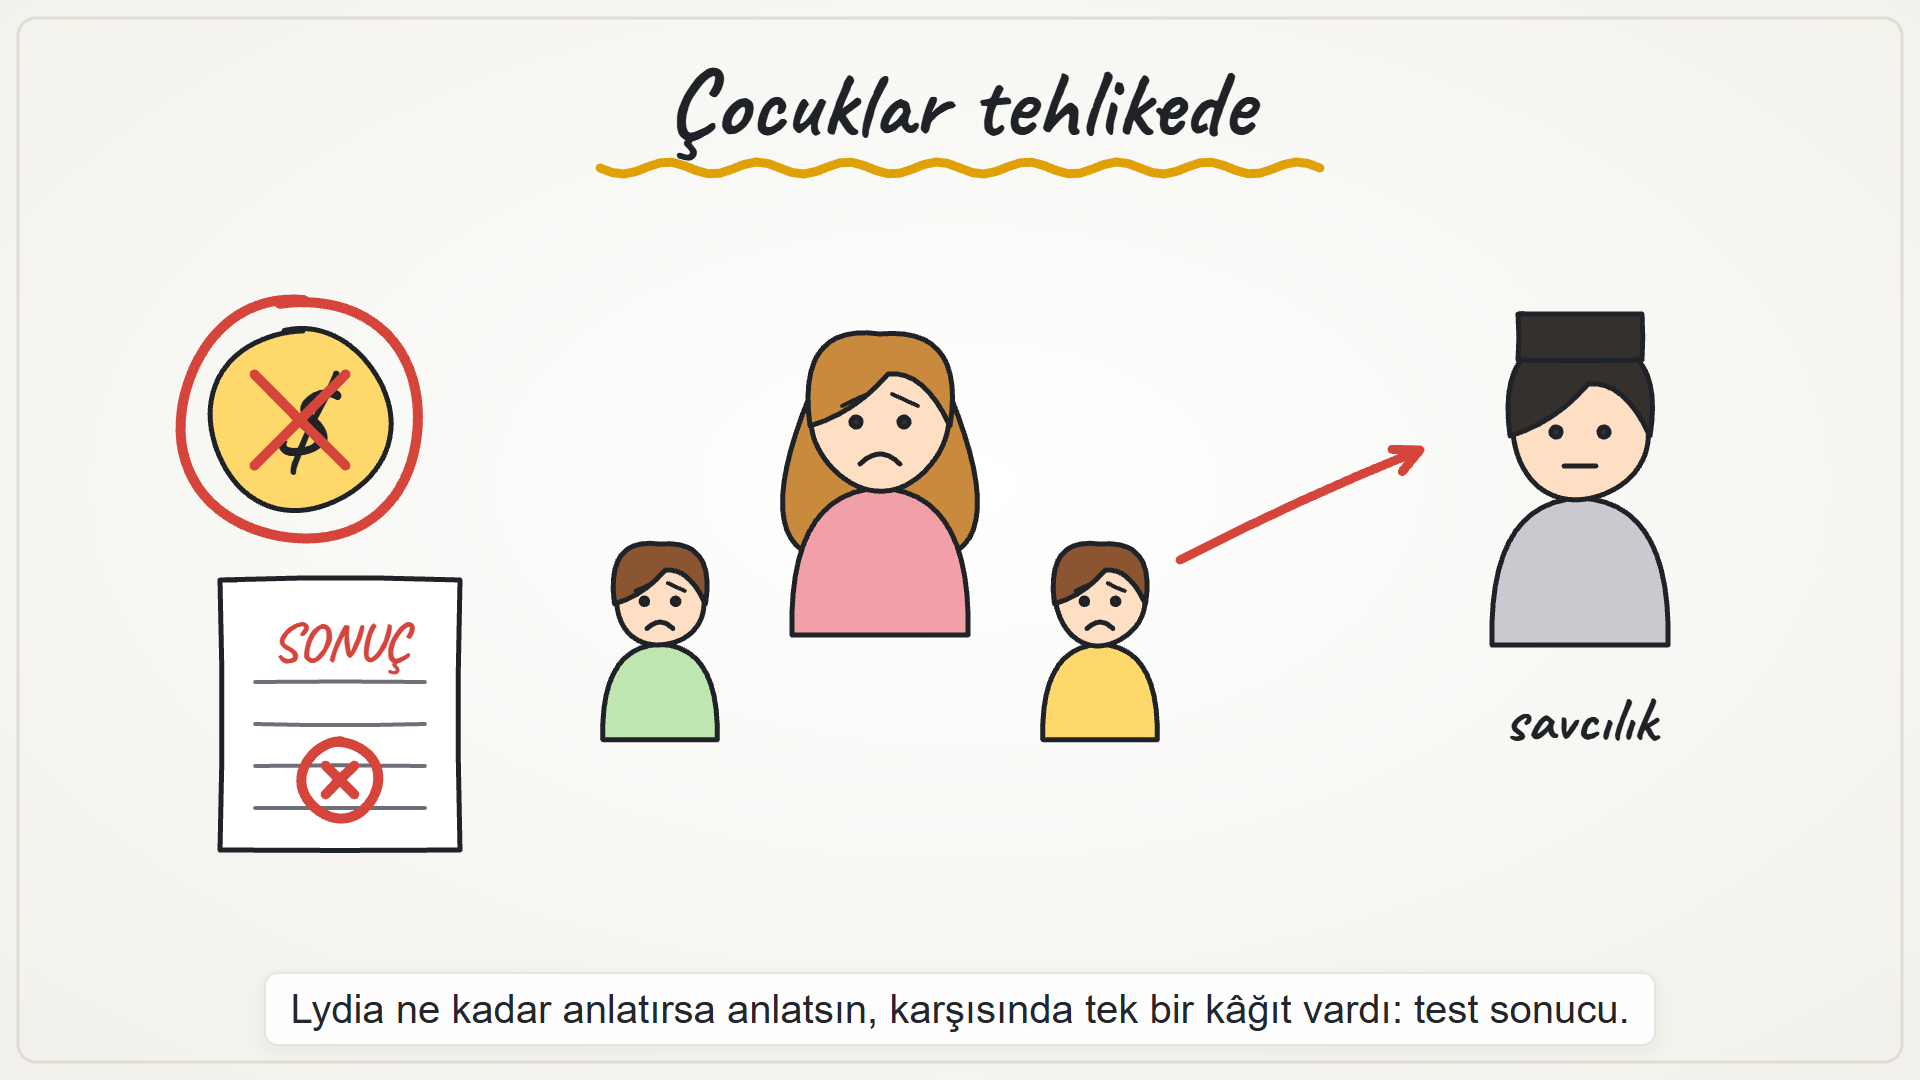 Çocuklar tehlikede
$
SONUÇ
savcılık
Lydia ne kadar anlatırsa anlatsın, karşısında tek bir kâğıt vardı: test sonucu.